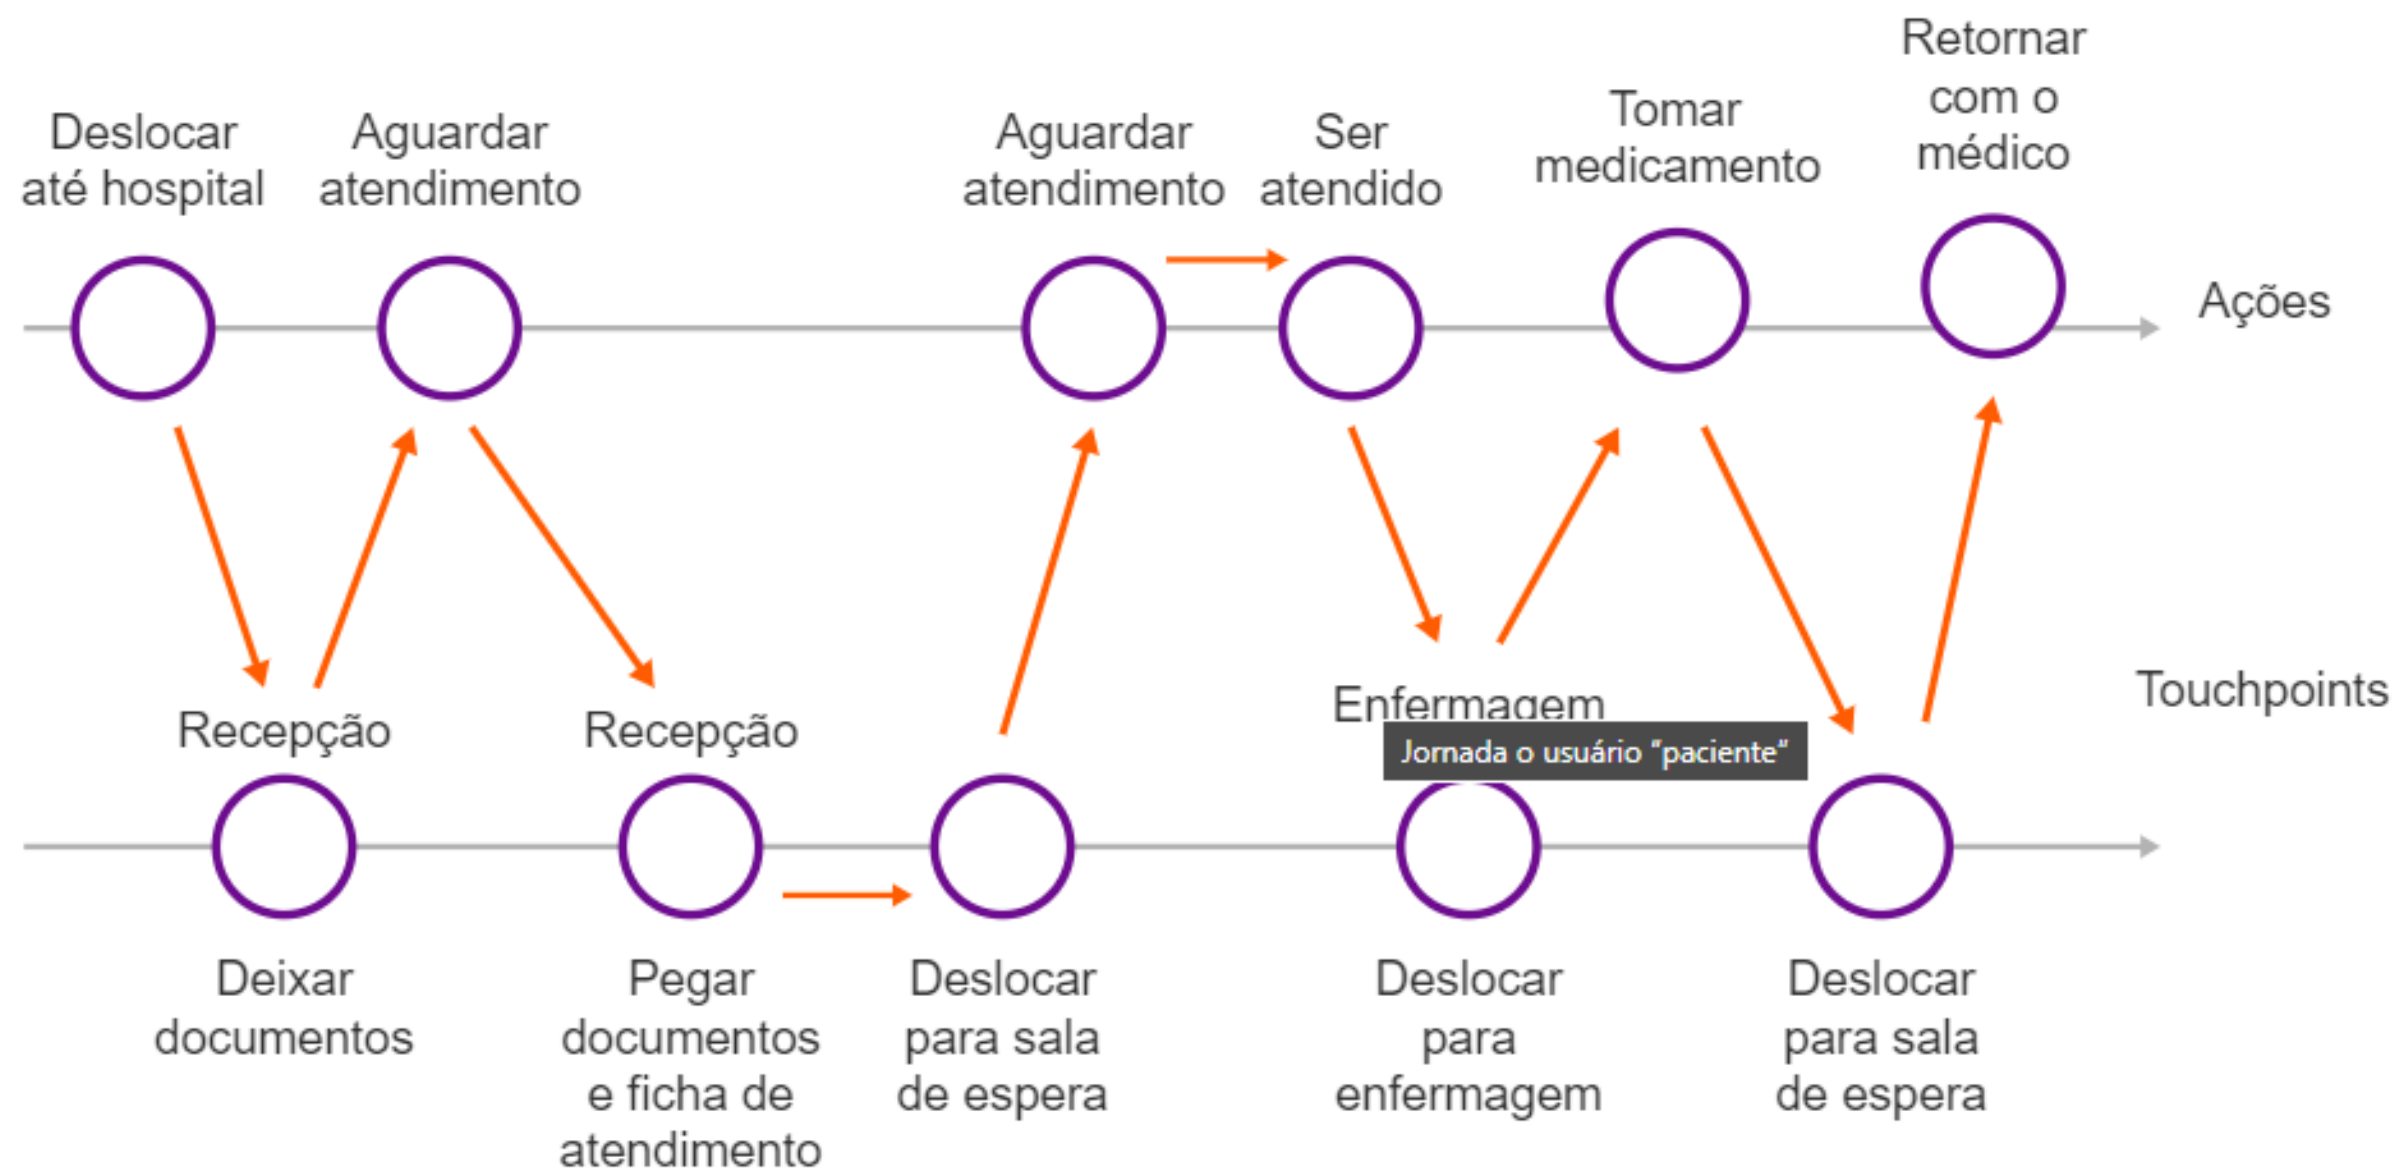 Retornar
com o
médico
Deslocar
até hospital
Aguardar
atendimento
Aguardar
atendimento
Ser
atendido
Tomar
medicamento
Ações
Recepção
Recepção
Enfermagem
Touchpoints
Jornada o usuário "paciente"
Deixar
documentos
Pegar
documentos
e ficha de
atendimento
Deslocar
para sala
de espera
Deslocar
para
enfermagem
Deslocar
para sala
de espera